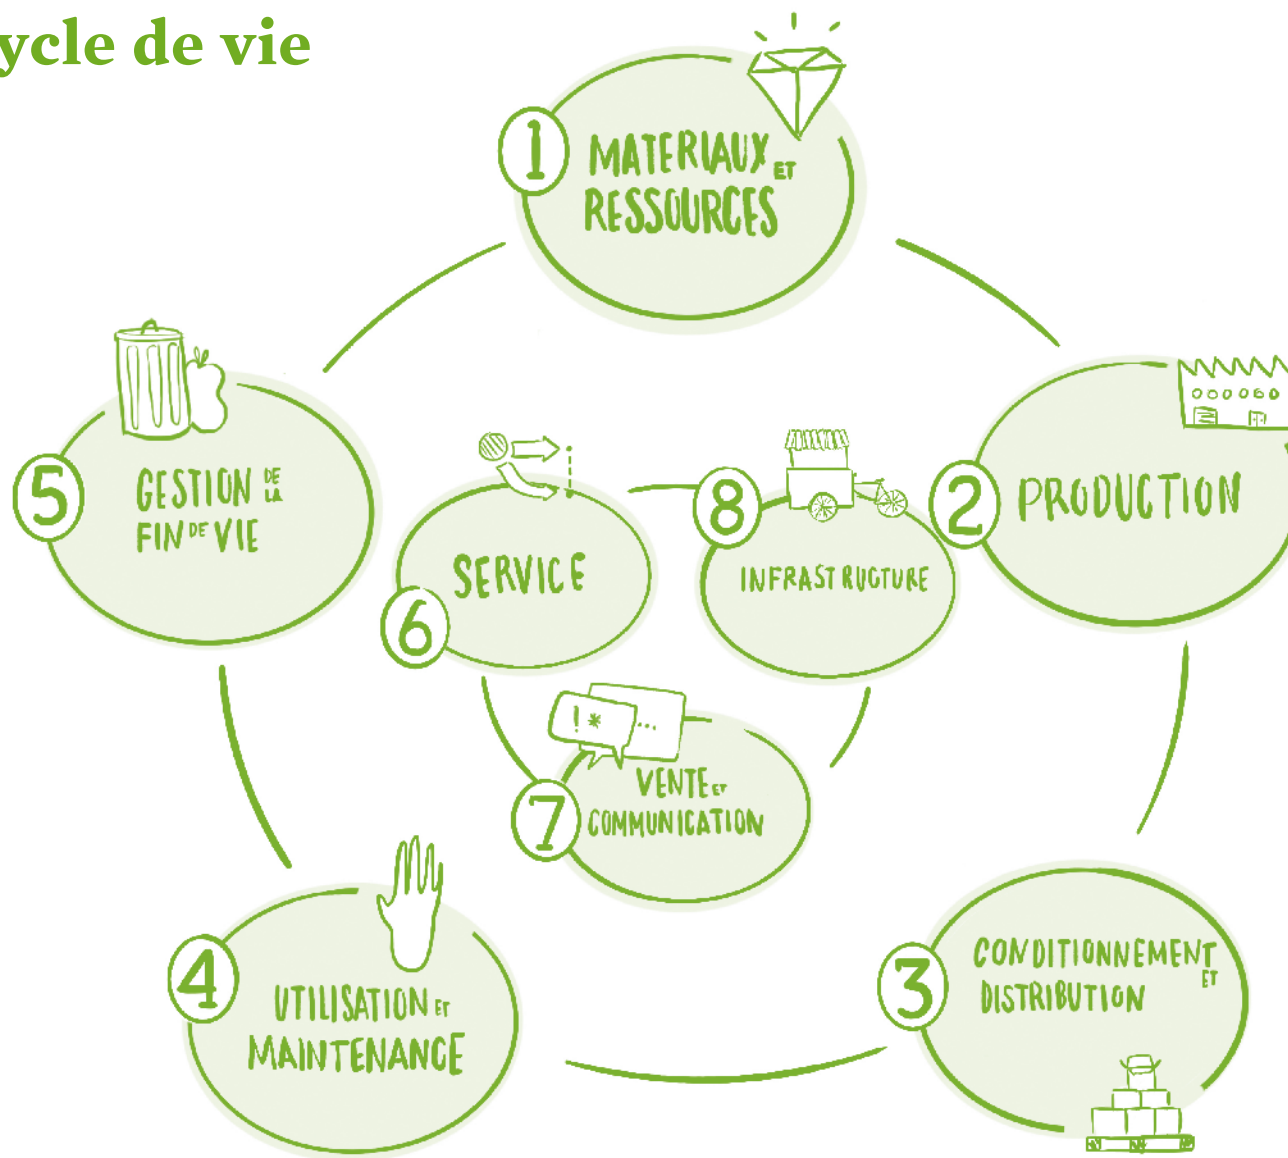 ycle de vie
1
MATERIAUX ET
RESSOURCES
2
PRODUCTION
3
CONDITIONNEMENT
ET
DISTRIBUTION
4
UTILISATION ET
MAINTENANCE
5
GESTION DE LA
FIN DE VIE
6
SERVICE
7
! * ...
VENTE ET
COMMUNICATION
8
INFRASTRUCTURE